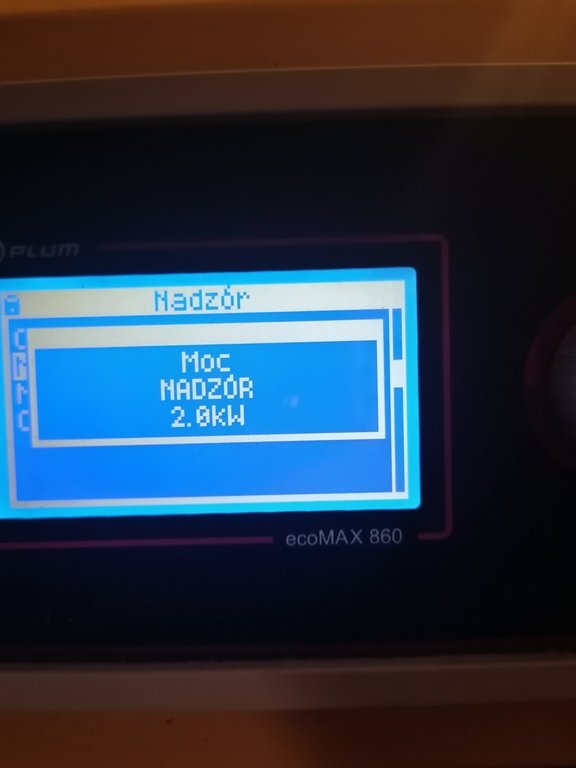 PLUM
Nadzór
Moc
NADZÓR
2.0kW
ecoMAX 860